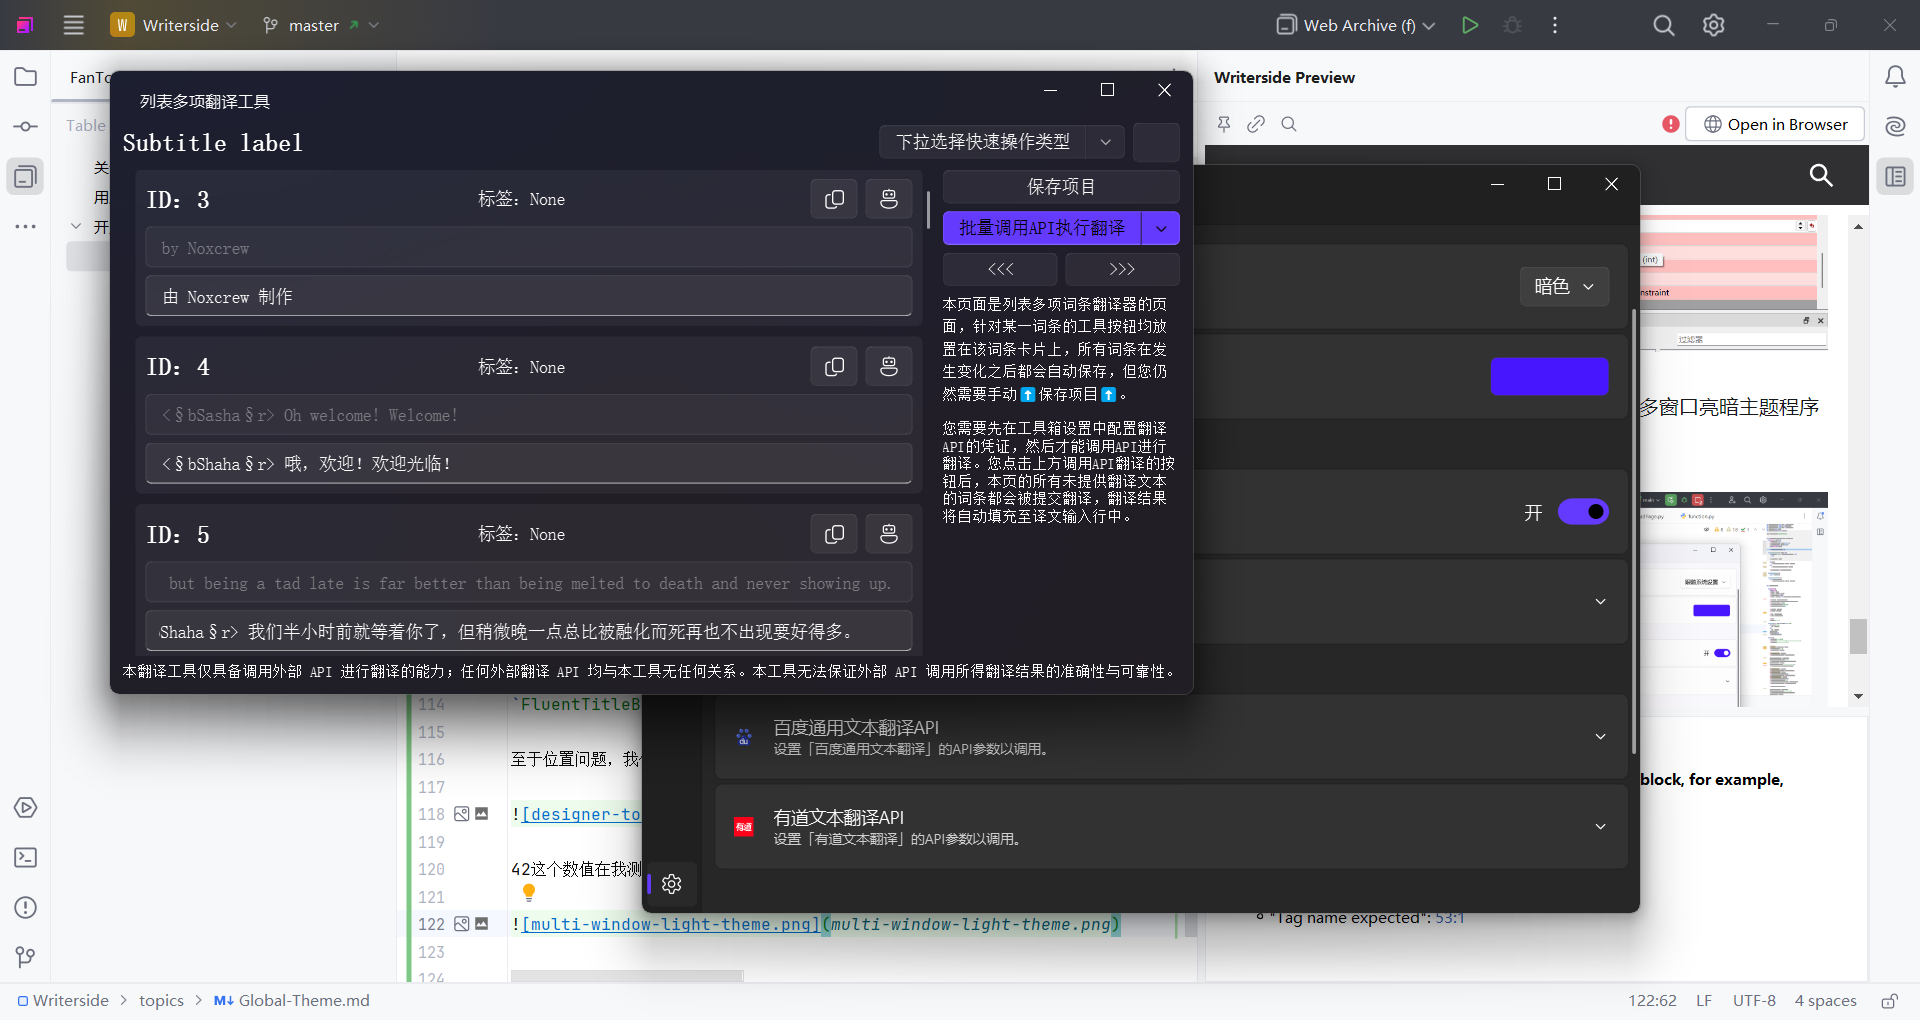 W Writerside
master
Web Archive (f)
FanTo
Table
关
用
开
列表多项翻译工具
Subtitle label
下拉选择快速操作类型
ID: 3
标签: None
by Noxcrew
由 Noxcrew 制作
ID: 4
标签: None
<§bSasha§r> Oh welcome! Welcome!
<§bShaha§r> 哦，欢迎！欢迎光临！
ID: 5
标签: None
but being a tad late is far better than being melted to death and never showing up.
Shaha§r> 我们半小时前就等着你了，但稍微晚一点总比被融化而死再也不出现要好得多。
保存项目
批量调用API执行翻译
<<<
>>>
本页面是列表多项词条翻译器的页
面，针对某一词条的工具按钮均放
置在该词条卡片上，所有词条在发
生变化之后都会自动保存，但您仍
然需要手动⬆保存项目⬆。
您需要先在工具箱设置中配置翻译
API的凭证，然后才能调用API进行
翻译。您点击上方调用API翻译的按
钮后，本页的所有未提供翻译文本
的词条都会被提交翻译，翻译结果
将自动填充至译文输入行中。
本翻译工具仅具备调用外部 API 进行翻译的能力；任何外部翻译 API 均与本工具无任何关系。本工具无法保证外部 API 调用所得翻译结果的准确性与可靠性。
Writerside Preview
Open in Browser
暗色
开
百度通用文本翻译API
设置「百度通用文本翻译」的API参数以调用。
有道
有道文本翻译API
设置「有道文本翻译」的API参数以调用。
(int)
nstraint
过滤器
多窗口亮暗主题程序
function.py
跟随系统设置
开
block, for example,
"Tag name expected": 53:1
114 `FluentTitleB
115
116 至于位置问题，我
117
118 ![designer-to
119
120 42这个数值在我测
121
122 ![multi-window-light-theme.png](multi-window-light-theme.png)
123
124
Writerside > topics > M↓ Global-Theme.md
122:62 LF UTF-8 4 spaces